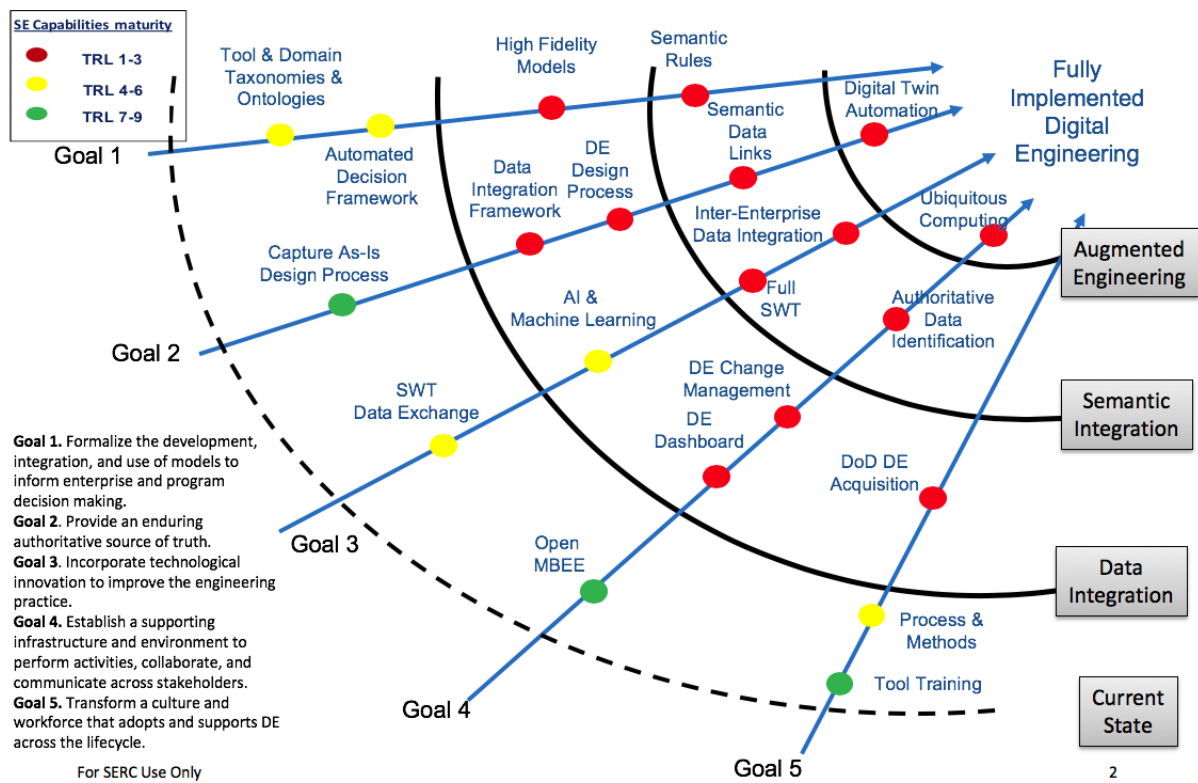 SE Capabilities maturity
TRL 1-3
TRL 4-6
TRL 7-9
Tool & Domain
Taxonomies &
Ontologies
High Fidelity
Models
Semantic
Rules
Digital Twin
Automation
Fully
Implemented
Digital
Engineering
Goal 1
Automated
Decision
Framework
Data
Integration
Framework
DE
Design
Process
Semantic
Data
Links
Capture As-Is
Design Process
Inter-Enterprise
Data Integration
Ubiquitous
Computing
Augmented
Engineering
Goal 2
AI &
Machine Learning
Full
SWT
Authoritative
Data
Identification
SWT
Data Exchange
DE Change
Management
DE
Dashboard
Semantic
Integration
Goal 3
DoD DE
Acquisition
Open
MBEE
Data
Integration
Process &
Methods
Tool Training
Goal 4
Current
State
Goal 5
Goal 1. Formalize the development,
integration, and use of models to
inform enterprise and program
decision making.
Goal 2. Provide an enduring
authoritative source of truth.
Goal 3. Incorporate technological
innovation to improve the engineering
practice.
Goal 4. Establish a supporting
infrastructure and environment to
perform activities, collaborate, and
communicate across stakeholders.
Goal 5. Transform a culture and
workforce that adopts and supports DE
across the lifecycle.
For SERC Use Only
2